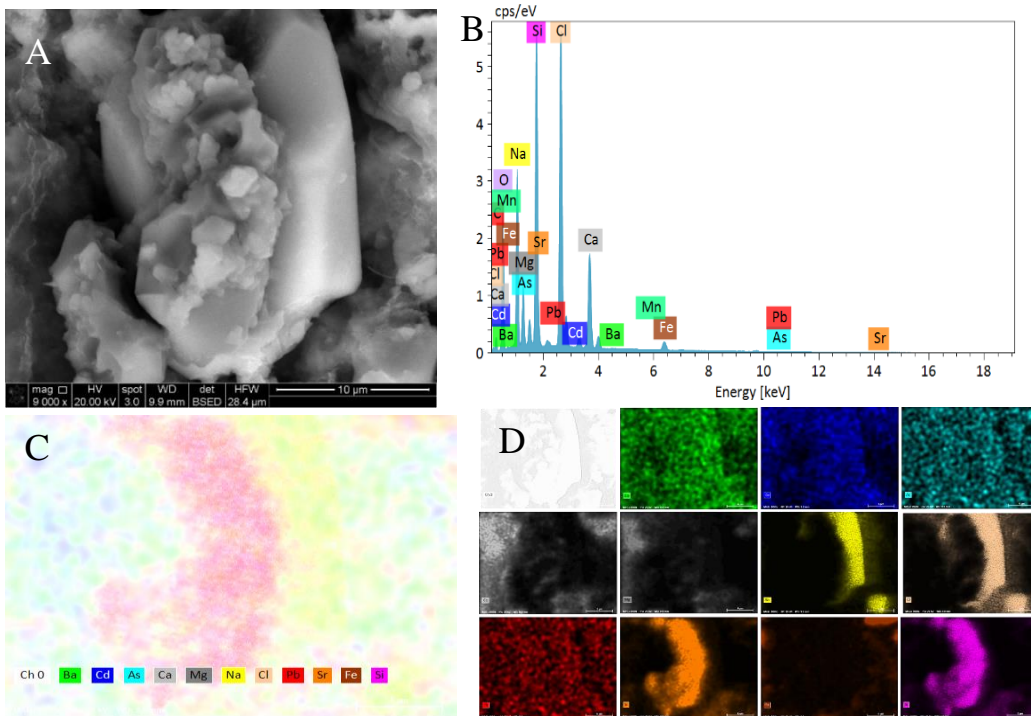 A
mag □ HV spot WD det HFW
9 000 x 20.00 kV 3.0 9.9 mm BSED 28.4 µm
10 µm
B
cps/eV
Si Cl
5
4
Na
3
O
Mn
C
Fe
2
Sr Ca
Pb
Mg
Cl
As
1
Ca
Pb Mn Pb
Cd
Fe
Ba Cd Ba As Sr
0
2 4 6 8 10 12 14 16 18
Energy [keV]
C
Ch 0 Ba Cd As Ca Mg Na Cl Pb Sr Fe Si
D